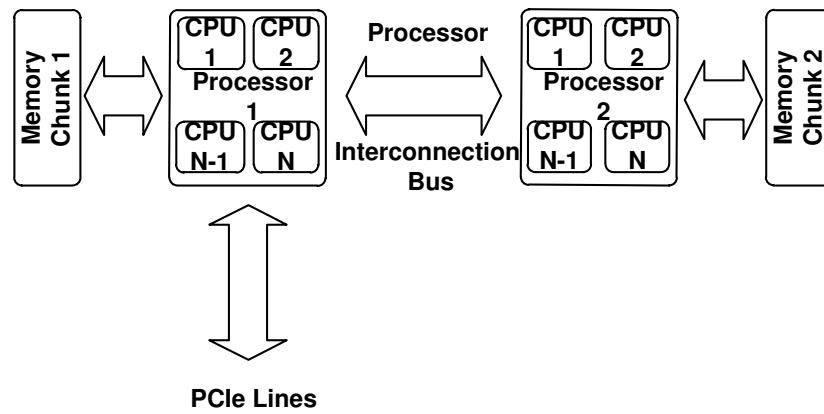 Memory
Chunk 1
CPU
1
CPU
2
Processor
1
CPU
N-1
CPU
N
Processor
Interconnection
Bus
CPU
1
CPU
2
Processor
2
CPU
N-1
CPU
N
Memory
Chunk 2
PCIe Lines